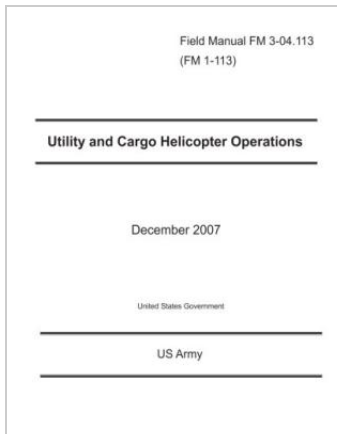 Field Manual FM 3-04.113
(FM 1-113)
Utility and Cargo Helicopter Operations
December 2007
United States Government
US Army